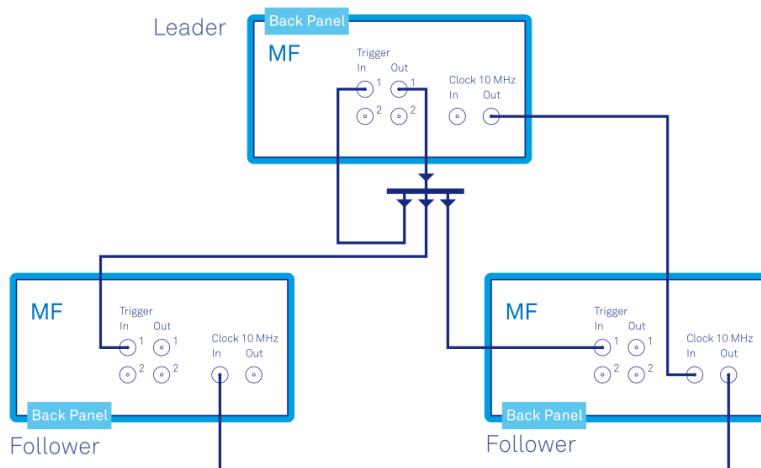 Back Panel
Leader
MF
Trigger
In Out
1 1
Clock 10 MHz
In Out
2 2
MF
Trigger
In Out
1 1
Clock 10 MHz
In Out
2 2
Back Panel
Follower
MF
Trigger
In Out
1 1
Clock 10 MHz
In Out
2 2
Back Panel
Follower